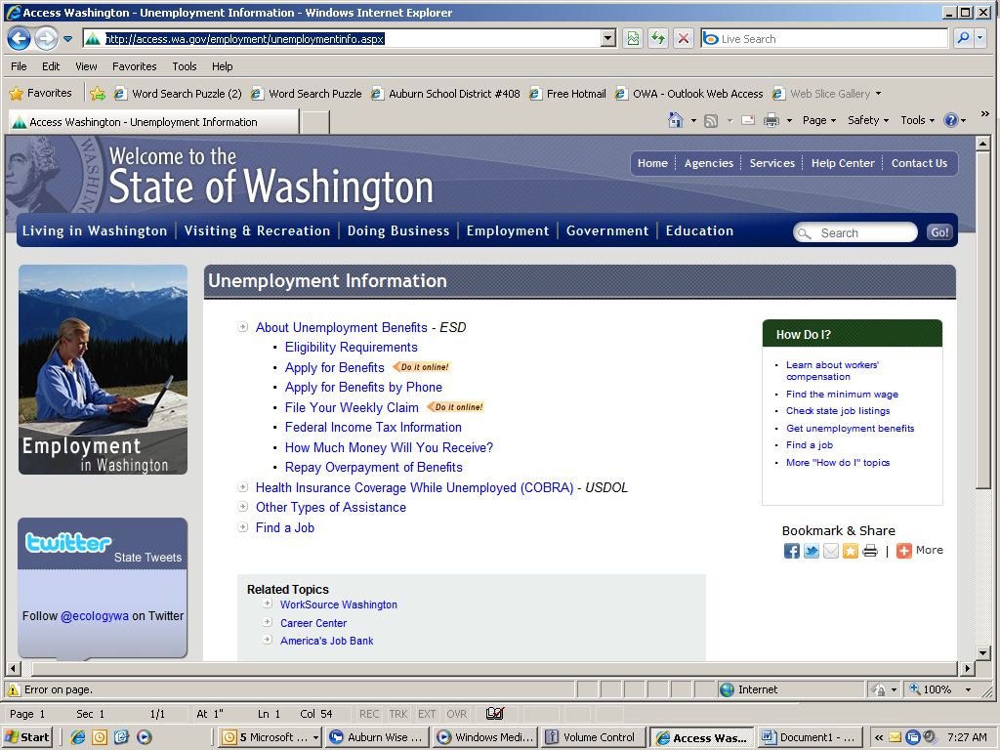 Access Washington - Unemployment Information - Windows Internet Explorer
http://access.wa.gov/employment/unemploymentinfo.aspx
Live Search
File Edit View Favorites Tools Help
Favorites Word Search Puzzle (2) Word Search Puzzle Auburn School District #408 Free Hotmail OWA - Outlook Web Access Web Slice Gallery
Access Washington - Unemployment Information
Page Safety Tools »
Welcome to the
State of Washington
Home Agencies Services Help Center Contact Us
Living in Washington | Visiting & Recreation | Doing Business | Employment | Government | Education
Search Go!
Employment
in Washington
twitter
State Tweets
Follow @ecologywa on Twitter
Unemployment Information
About Unemployment Benefits - ESD
• Eligibility Requirements
• Apply for Benefits Do it online!
• Apply for Benefits by Phone
• File Your Weekly Claim Do it online!
• Federal Income Tax Information
• How Much Money Will You Receive?
• Repay Overpayment of Benefits
Health Insurance Coverage While Unemployed (COBRA) - USDOL
Other Types of Assistance
Find a Job
Related Topics
WorkSource Washington
Career Center
America's Job Bank
How Do I?
• Learn about workers'
compensation
• Find the minimum wage
• Check state job listings
• Get unemployment benefits
• Find a job
• More "How do I" topics
Bookmark & Share
| More
Error on page. Internet 100%
Page 1 Sec 1 1/1 At 1" Ln 1 Col 54 REC TRK EXT OVR
Start 5 Microsoft ... Auburn Wise ... Windows Medi... Volume Control Access Was... Document1 - ... « 7:27 AM